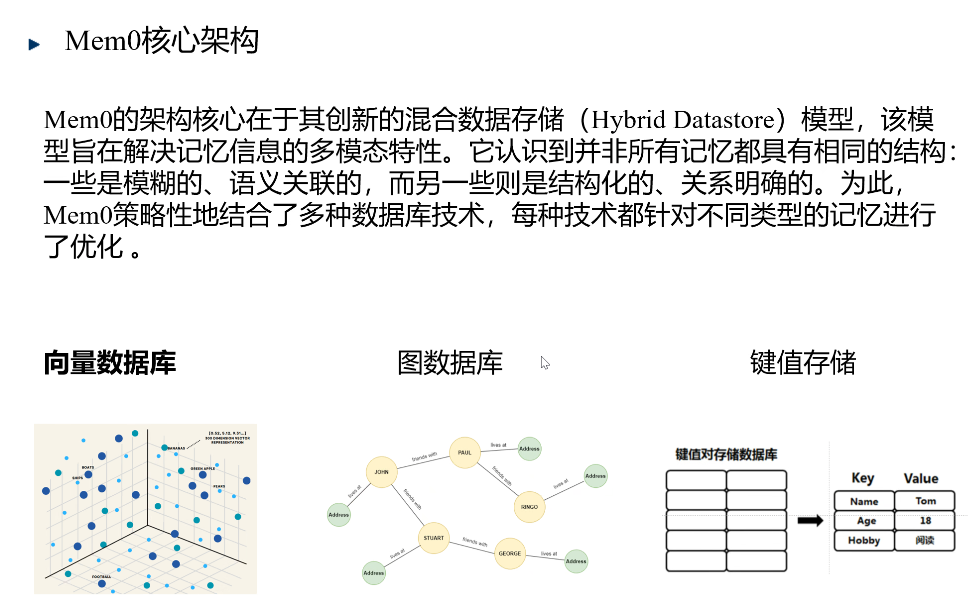 Mem0核心架构
Mem0的架构核心在于其创新的混合数据存储（Hybrid Datastore）模型，该模
型旨在解决记忆信息的多模态特性。它认识到并非所有记忆都具有相同的结构：
一些是模糊的、语义关联的，而另一些则是结构化的、关系明确的。为此，
Mem0策略性地结合了多种数据库技术，每种技术都针对不同类型的记忆进行
了优化 。
向量数据库
图数据库
键值存储
300 DIMENSION VECTOR
REPRESENTATION
BANANAS
BOATS
SHIPS
GREEN APPLE
PEARS
FOOTBALL
PAUL
lives at
Address
friends with
JOHN
friends with
lives at
Address
lives at
Address
RINGO
friends with
STUART
friends with
GEORGE
lives at
Address
lives at
Address
键值对存储数据库
Key Value
Name Tom
Age 18
Hobby 阅读